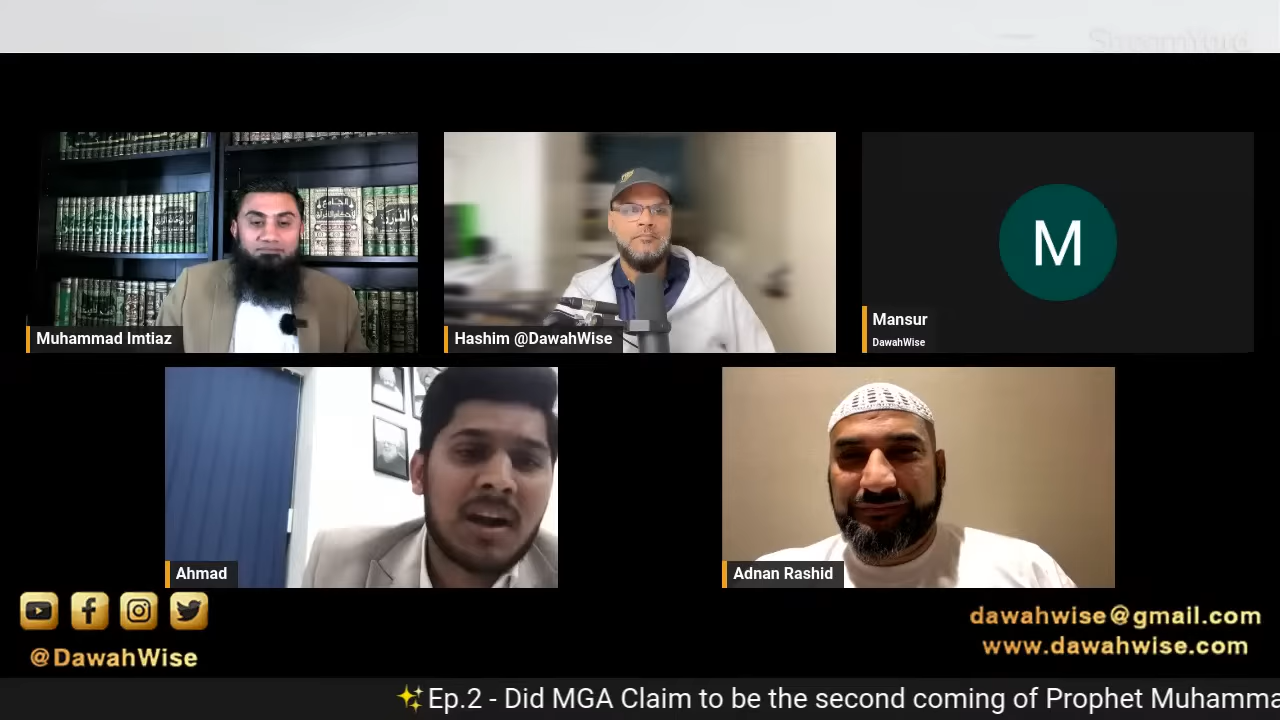 StreamYard
Muhammad Imtiaz
Hashim @DawahWise
M
Mansur
DawahWise
Ahmad
Adnan Rashid
@DawahWise
dawahwise@gmail.com
www.dawahwise.com
✨Ep.2 - Did MGA Claim to be the second coming of Prophet Muhamma